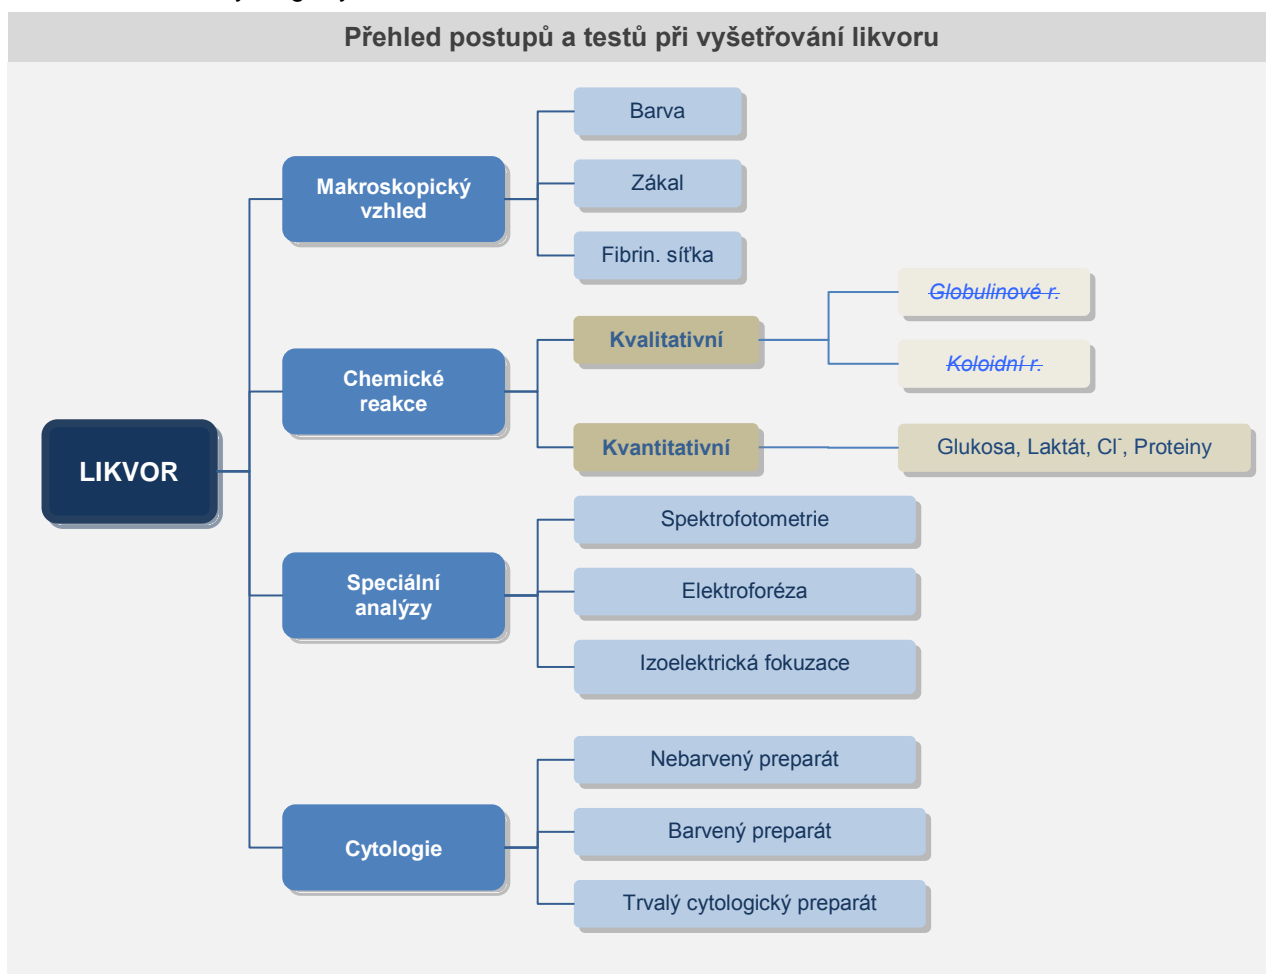 Přehled postupů a testů při vyšetřování likvoru
LIKVOR
Makroskopický
vzhled
Barva
Zákal
Fibrin. síťka
Chemické
reakce
Kvalitativní
Globulinové r.
Koloidní r.
Kvantitativní
Glukosa, Laktát, Cl⁻, Proteiny
Speciální
analýzy
Spektrofotometrie
Elektroforéza
Izoelektrická fokuzace
Cytologie
Nebarvený preparát
Barvený preparát
Trvalý cytologický preparát